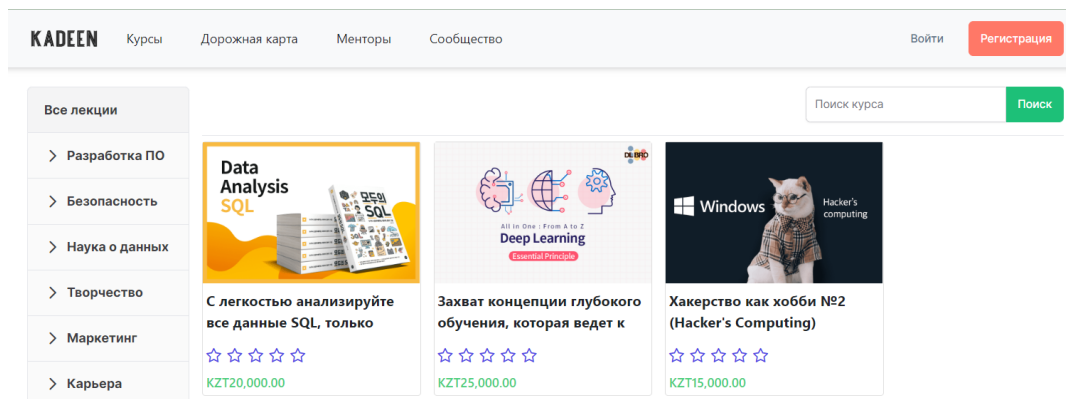 KADEEN
Курсы
Дорожная карта
Менторы
Сообщество
Войти
Регистрация
Поиск курса
Поиск
Все лекции
Разработка ПО
Безопасность
Наука о данных
Творчество
Маркетинг
Карьера
Data
Analysis
SQL
모두의
SQL
С легкостью анализируйте
все данные SQL, только
KZT20,000.00
DL BRO
All in One : From A to Z
Deep Learning
Essential Principle
Захват концепции глубокого
обучения, которая ведет к
KZT25,000.00
Windows
Hacker's
computing
Хакерство как хобби №2
(Hacker's Computing)
KZT15,000.00